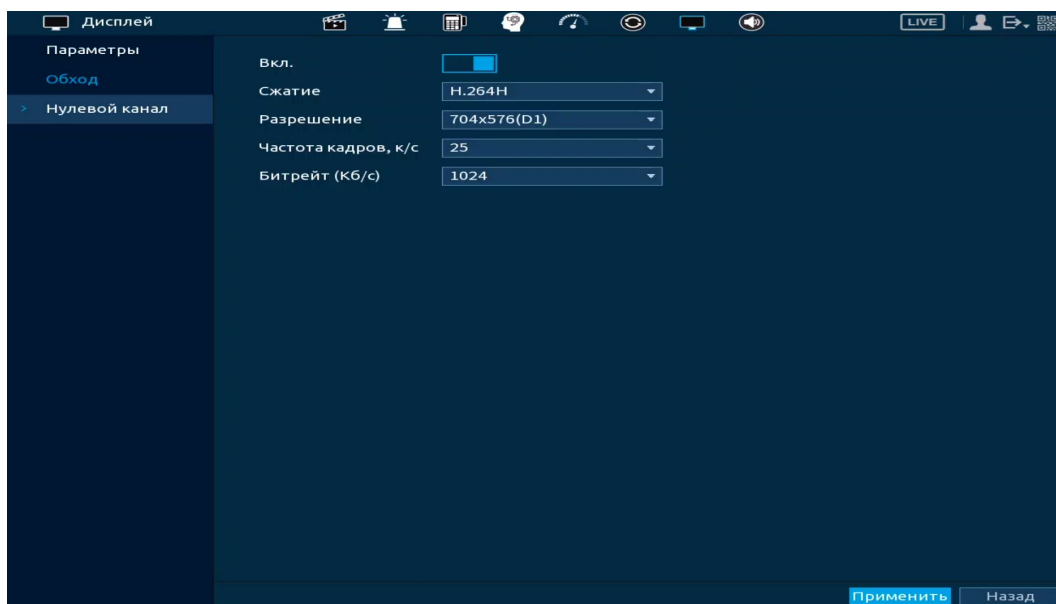 Дисплей
LIVE
Параметры
Обход
> Нулевой канал
Вкл.
Сжатие H.264H
Разрешение 704x576(D1)
Частота кадров, к/с 25
Битрейт (Кб/с) 1024
Применить Назад